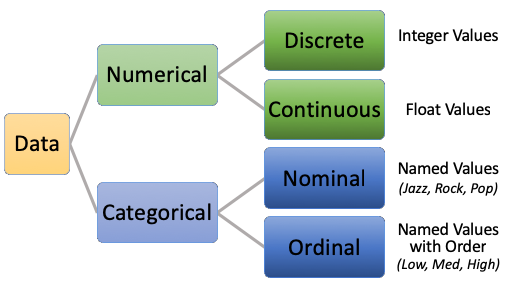 Data
Numerical
Discrete
Integer Values
Continuous
Float Values
Categorical
Nominal
Named Values
(Jazz, Rock, Pop)
Ordinal
Named Values
with Order
(Low, Med, High)